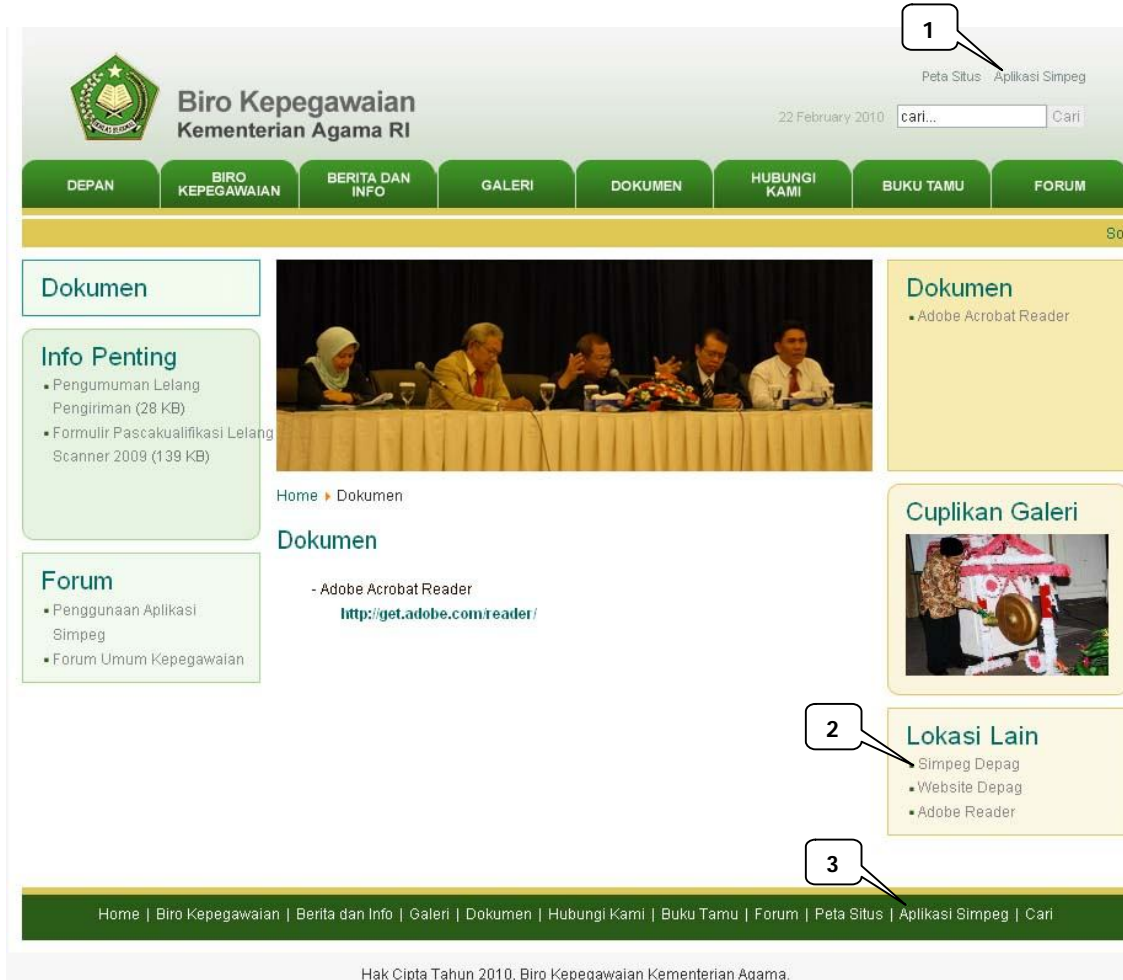 1
Peta Situs Aplikasi Simpeg
Biro Kepegawaian
Kementerian Agama RI
22 February 2010 cari... Cari
DEPAN
BIRO
KEPEGAWAIAN
BERITA DAN
INFO
GALERI
DOKUMEN
HUBUNGI
KAMI
BUKU TAMU
FORUM
So
Dokumen
Info Penting
Pengumuman Lelang
Pengiriman (28 KB)
Formulir Pascakualifikasi Lelang
Scanner 2009 (139 KB)
Forum
Penggunaan Aplikasi
Simpeg
Forum Umum Kepegawaian
Home Dokumen
Dokumen
- Adobe Acrobat Reader
http://get.adobe.com/reader/
Dokumen
Adobe Acrobat Reader
Cuplikan Galeri
2
Lokasi Lain
Simpeg Depag
Website Depag
Adobe Reader
3
Home | Biro Kepegawaian | Berita dan Info | Galeri | Dokumen | Hubungi Kami | Buku Tamu | Forum | Peta Situs | Aplikasi Simpeg | Cari
Hak Cipta Tahun 2010, Biro Kepegawaian Kementerian Agama.